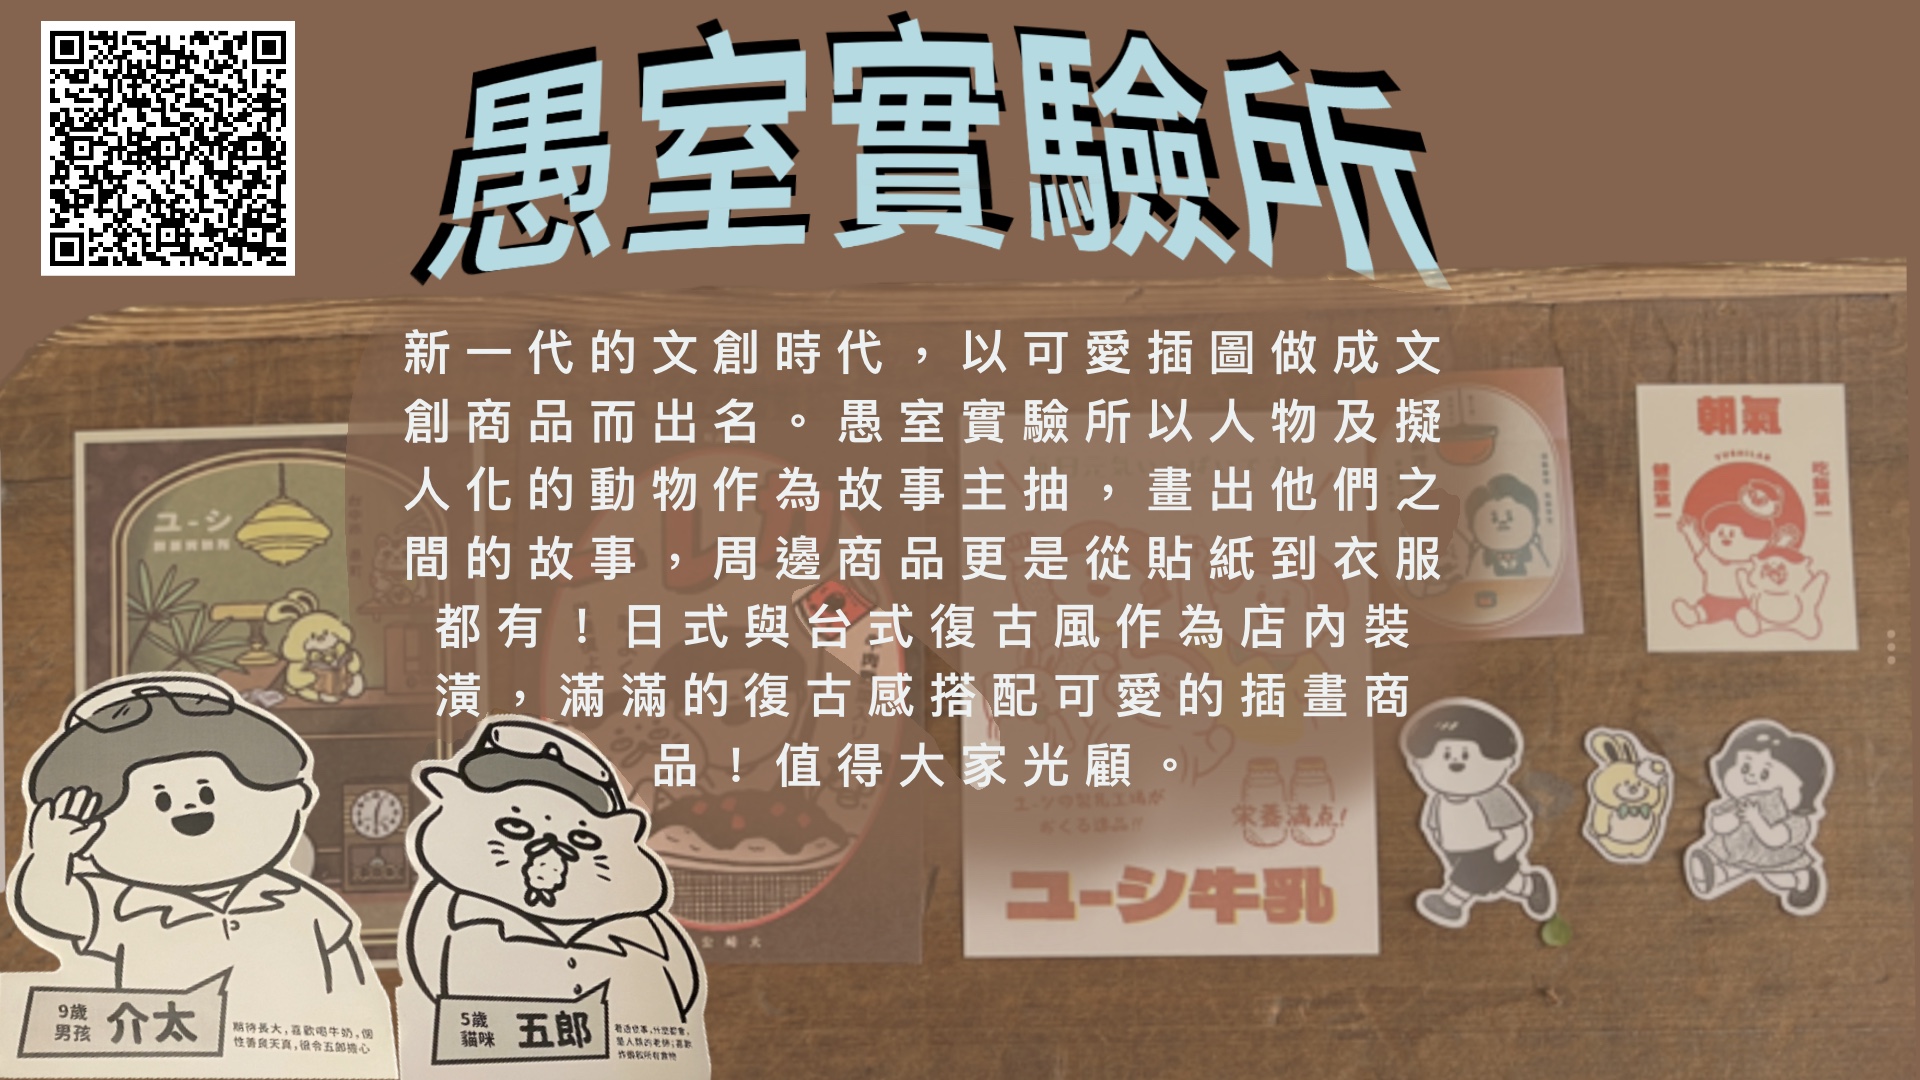 愚室實驗所
新一代的文創時代，以可愛插圖做成文
創商品而出名。愚室實驗所以人物及擬
人化的動物作為故事主抽，畫出他們之
間的故事，周邊商品更是從貼紙到衣服
都有！日式與台式復古風作為店內裝
潢，滿滿的復古感搭配可愛的插畫商
品！值得大家光顧。
ユ-シ
朝氣
健康第一
吃飯第一
栄養満点!
ユーシ牛乳
9歲
男孩
介太
期待長大,喜歡喝牛奶,個
性善良天真,很令五郎擔心
5歲
貓咪
五郎